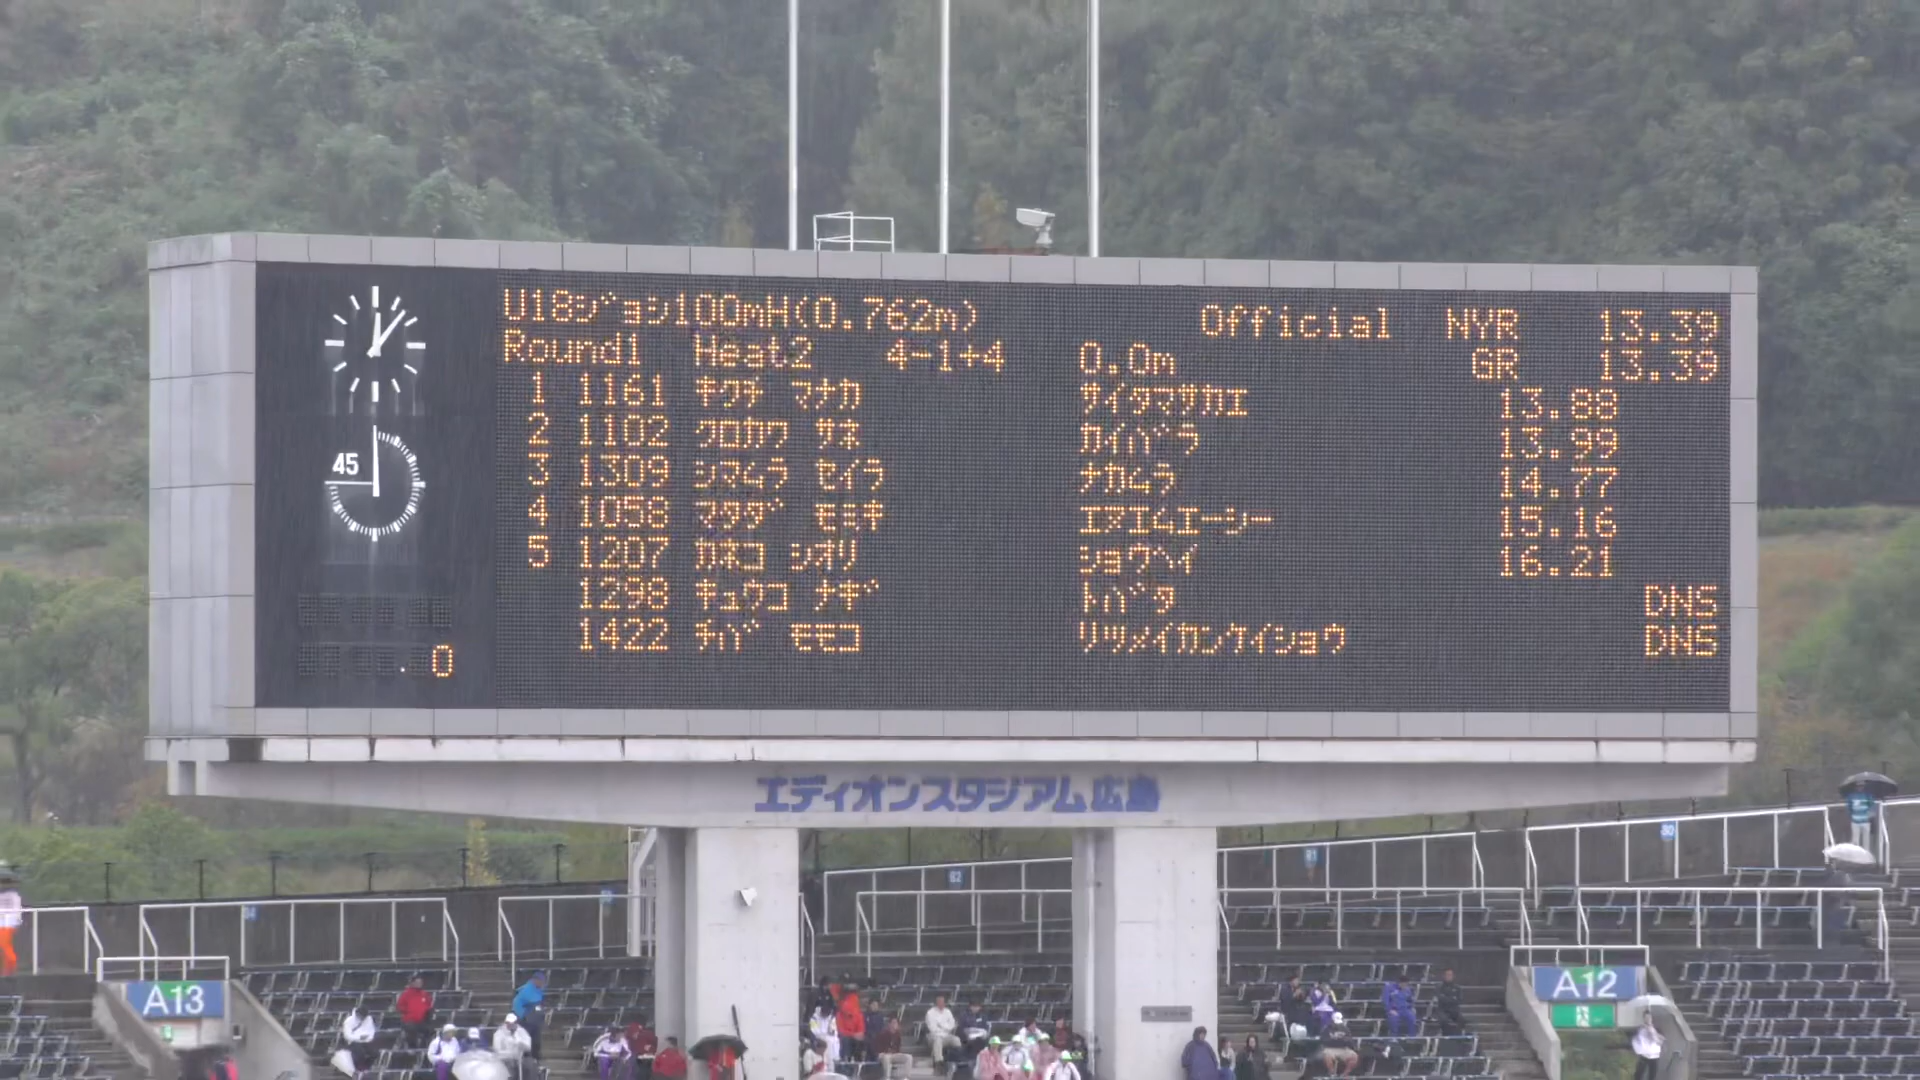 U18ジョシ100mH(0.762m) Official NYR 13.39
Round1 Heat2 4-1+4 0.0m GR 13.39
1 1161 キクチ マナカ サイタマサカエ 13.88
2 1102 クロカワ サネ カイバラ 13.99
3 1309 シマムラ セイラ ナカムラ 14.77
4 1058 マタダ モミキ エヌエムエーシー 15.16
5 1207 カネコ シオリ ショウヘイ 16.21
1298 キュウコ ナギ トバタ DNS
1422 チバ モモコ リツメイカンケイショウ DNS
45
.0
エディオンスタジアム広島
A13
A12